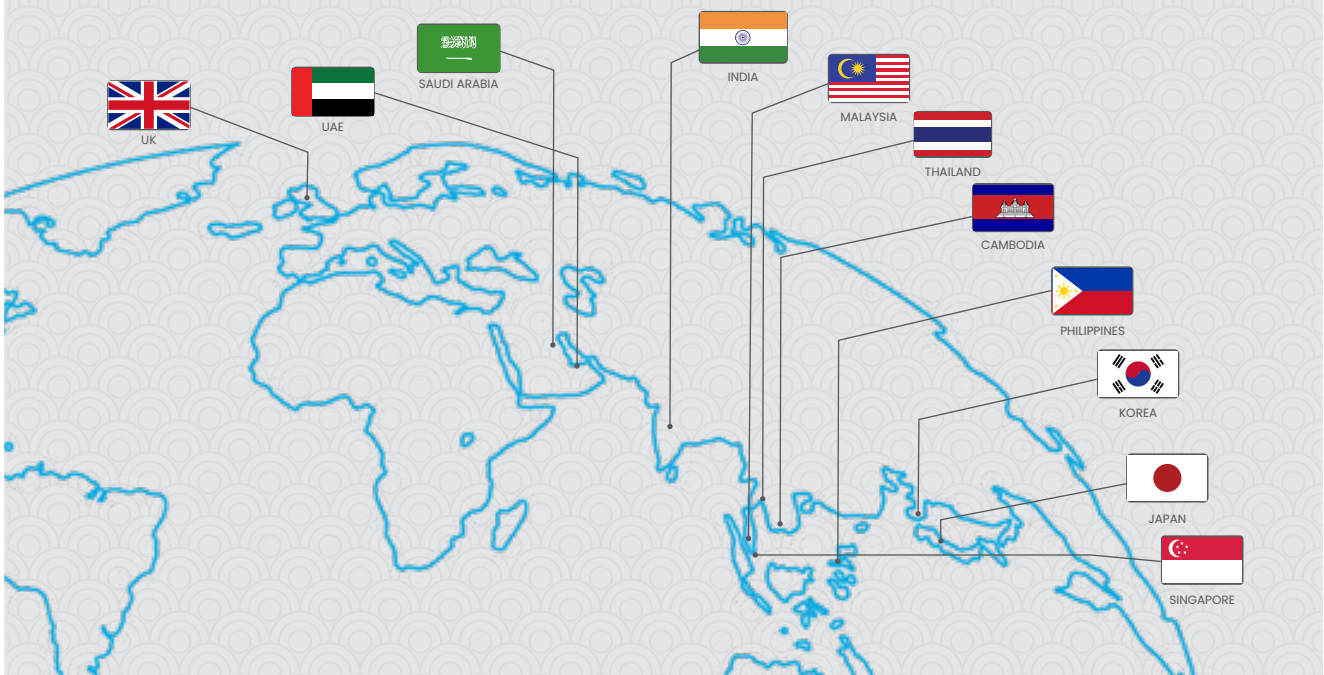 SAUDI ARABIA
INDIA
UAE
UK
MALAYSIA
THAILAND
CAMBODIA
PHILIPPINES
KOREA
JAPAN
SINGAPORE